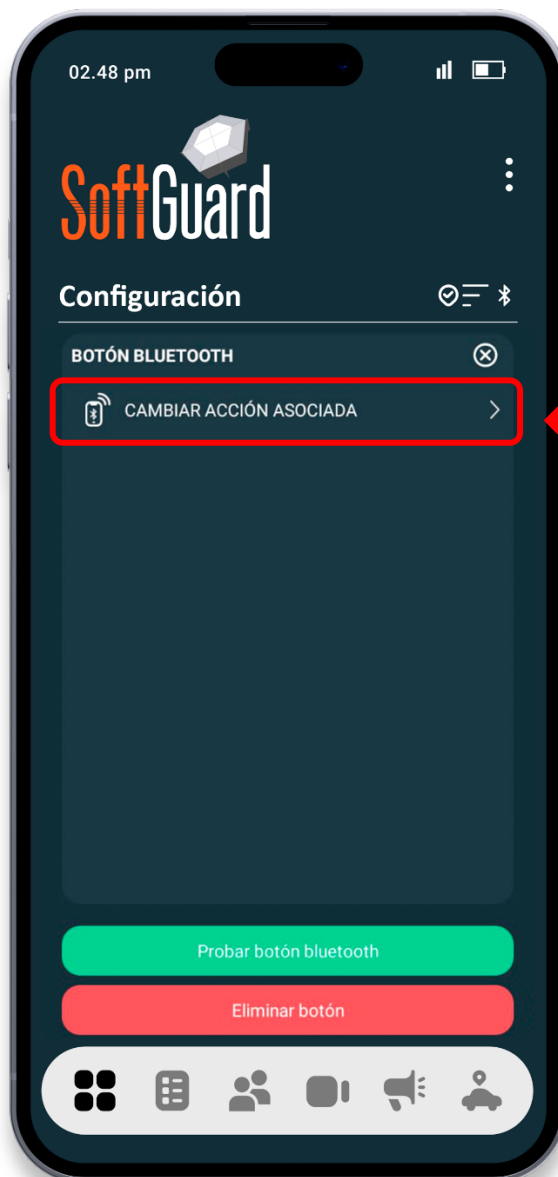 02.48 pm
SoftGuard
Configuración
BOTÓN BLUETOOTH
CAMBIAR ACCIÓN ASOCIADA
Probar botón bluetooth
Eliminar botón